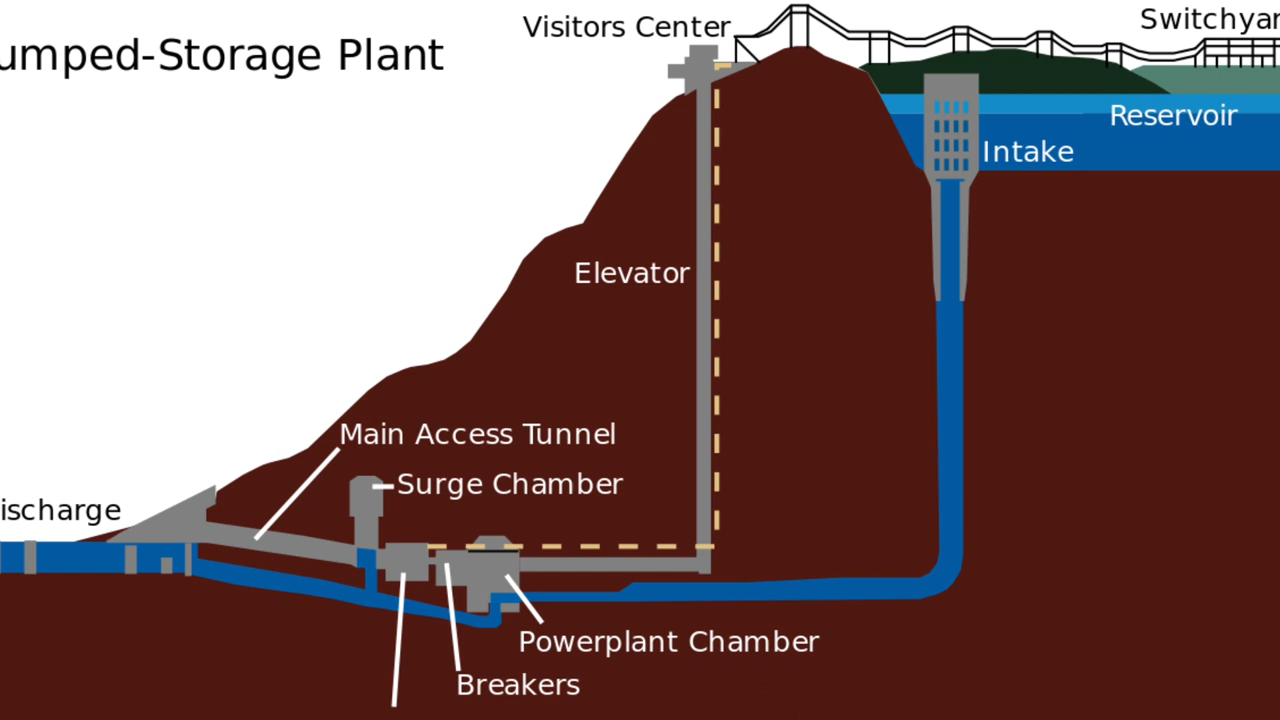 Visitors Center
Switchyar
umped-Storage Plant
Reservoir
Intake
Elevator
Main Access Tunnel
Surge Chamber
ischarge
Powerplant Chamber
Breakers